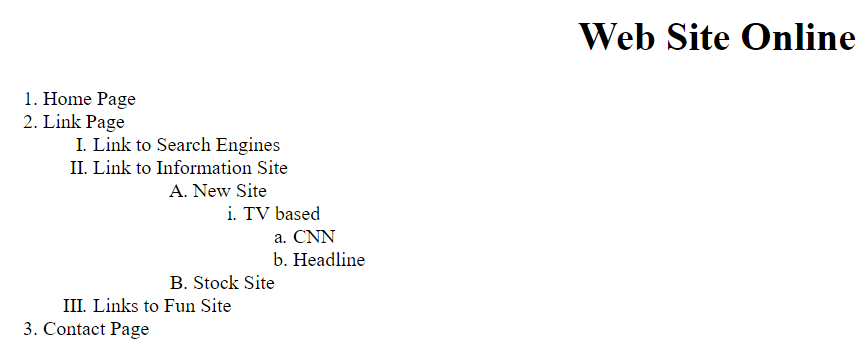 Web Site Online
1. Home Page
2. Link Page
I. Link to Search Engines
II. Link to Information Site
A. New Site
i. TV based
a. CNN
b. Headline
B. Stock Site
III. Links to Fun Site
3. Contact Page